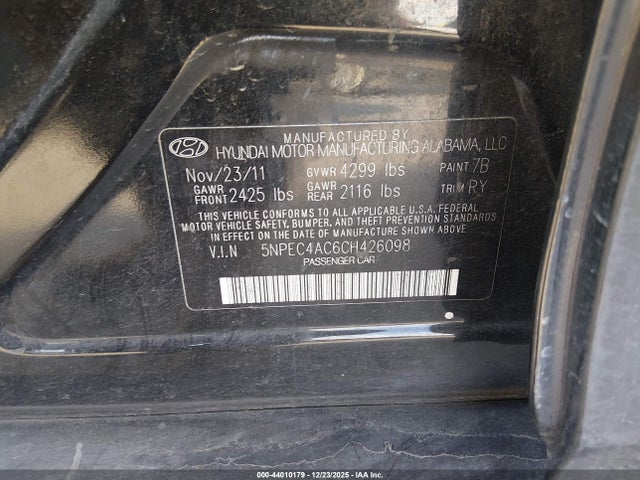 MANUFACTURED BY
HYUNDAI MOTOR MANUFACTURING ALABAMA, LLC
Nov/23/11 GVWR 4299 lbs PAINT 7B
GAWR FRONT 2425 lbs GAWR REAR 2116 lbs TRIM RY
THIS VEHICLE CONFORMS TO ALL APPLICABLE U.S.A. FEDERAL
MOTOR VEHICLE SAFETY, BUMPER, AND THEFT PREVENTION STANDARDS
IN EFFECT ON THE DATE OF MANUFACTURE SHOWN ABOVE.
V.I.N 5NPEC4AC6CH426098
PASSENGER CAR
000-44010179 - 12/23/2025 - IAA Inc.